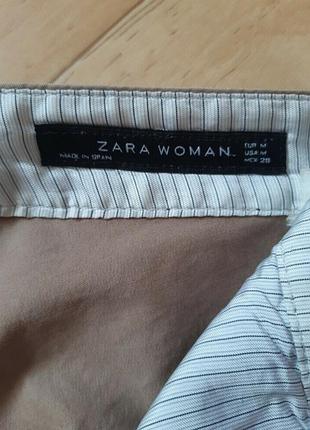 ZARA WOMAN
MADE IN SPAIN
EUR M
USA M
MEX 28